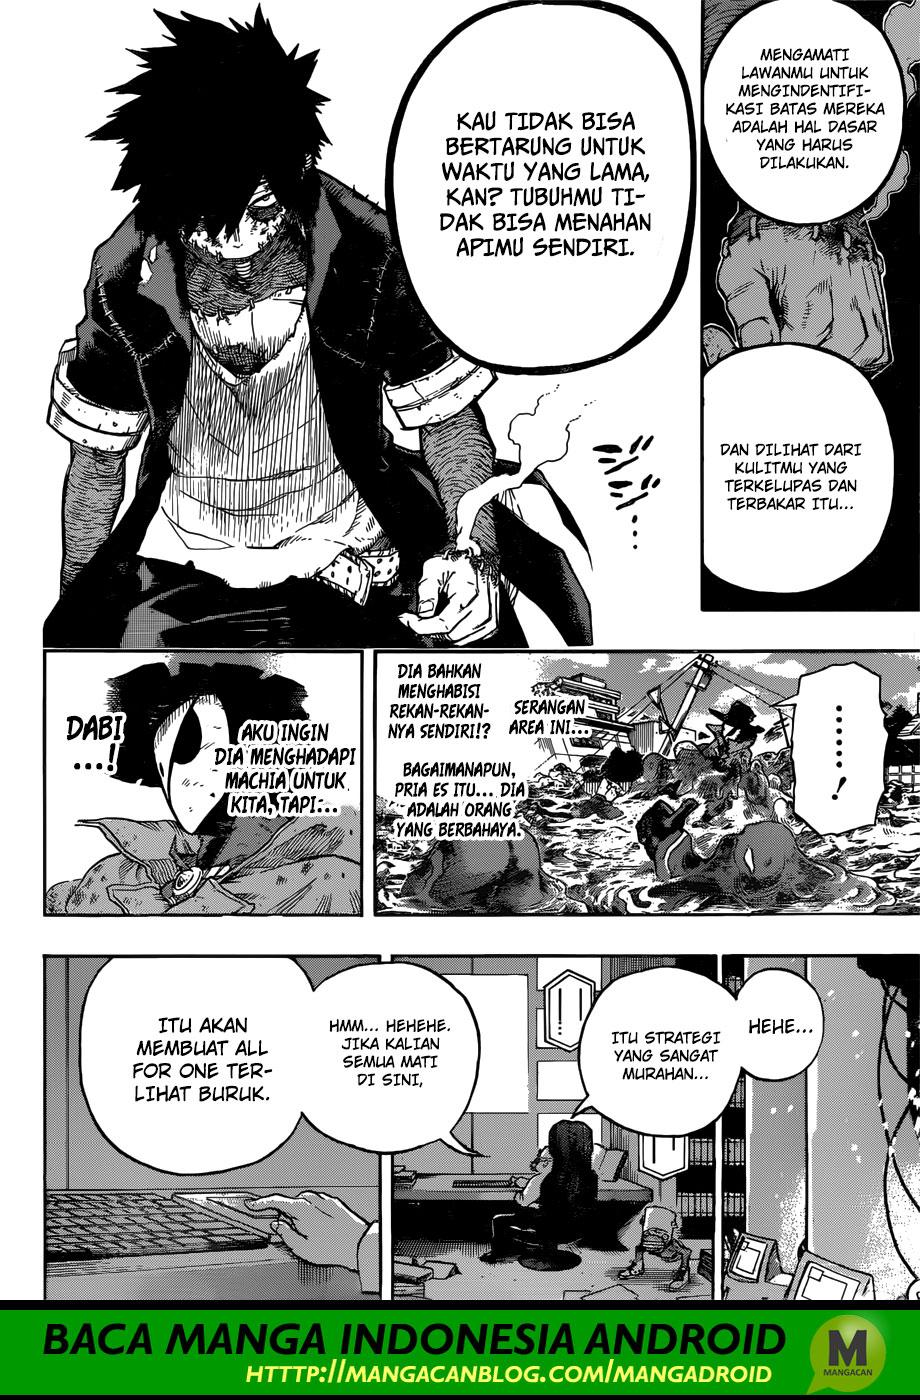 MENGAMATI
LAWANMU UNTUK
MENGINDENTIFI-
KASI BATAS MEREKA
ADALAH HAL DASAR
YANG HARUS
DILAKUKAN.
DAN DILIHAT DARI
KULITMU YANG
TERKELUPAS DAN
TERBAKAR ITU...
KAU TIDAK BISA
BERTARUNG UNTUK
WAKTU YANG LAMA,
KAN? TUBUHMU TI-
DAK BISA MENAHAN
APIMU SENDIRI.
......!
SERANGAN
AREA INI...
DIA BAHKAN
MENGHABISI
REKAN-REKAN-
NYA SENDIRI!?
BAGAIMANAPUN,
PRIA ES ITU... DIA
ADALAH ORANG
YANG BERBAHAYA.
AKU INGIN
DIA MENGHADAPI
MACHIA UNTUK
KITA, TAPI...
DABI
....!
HEHE...
ITU STRATEGI
YANG SANGAT
MURAHAN...
HMM... HEHEHE.
JIKA KALIAN
SEMUA MATI
DI SINI,
ITU AKAN
MEMBUAT ALL
FOR ONE TER-
LIHAT BURUK.
BACA MANGA INDONESIA ANDROID
HTTTP://MANGACANBLOG.COM/MANGADROID
M
MANGACAN